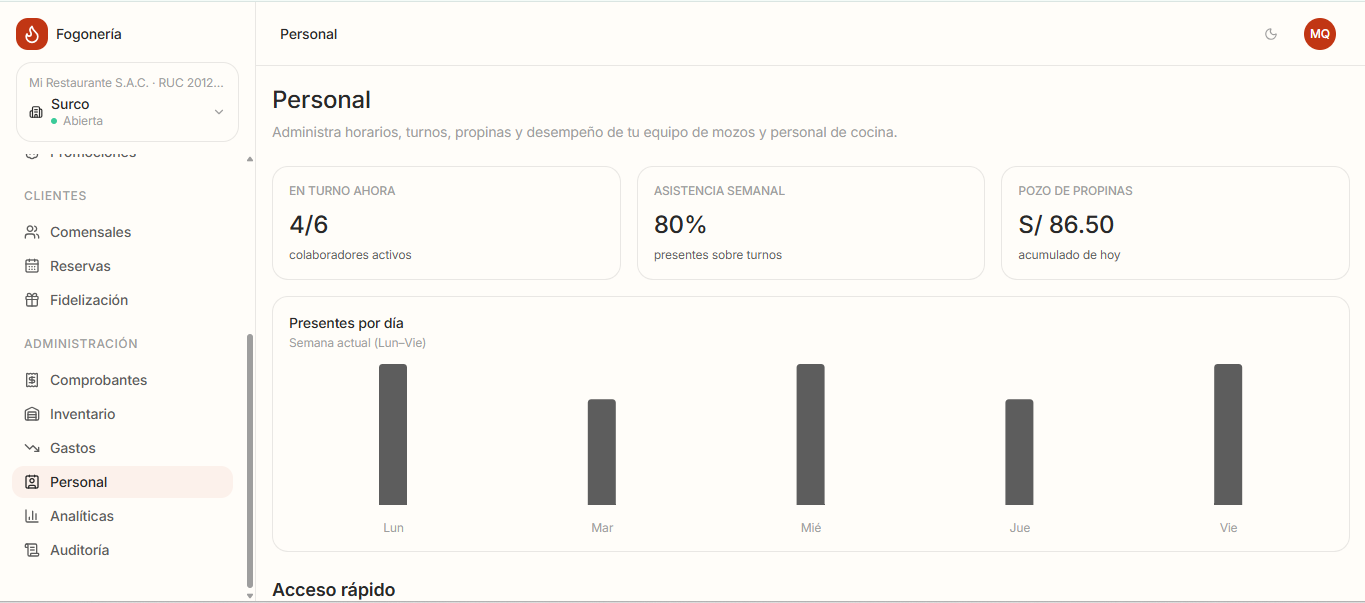 Fogonería
Mi Restaurante S.A.C. · RUC 2012...
Surco
Abierta
Promociones
CLIENTES
Comensales
Reservas
Fidelización
ADMINISTRACIÓN
Comprobantes
Inventario
Gastos
Personal
Analíticas
Auditoría
Personal
MQ
Personal
Administra horarios, turnos, propinas y desempeño de tu equipo de mozos y personal de cocina.
EN TURNO AHORA
4/6
colaboradores activos
ASISTENCIA SEMANAL
80%
presentes sobre turnos
POZO DE PROPINAS
S/ 86.50
acumulado de hoy
Presentes por día
Semana actual (Lun–Vie)
Lun Mar Mié Jue Vie
Acceso rápido